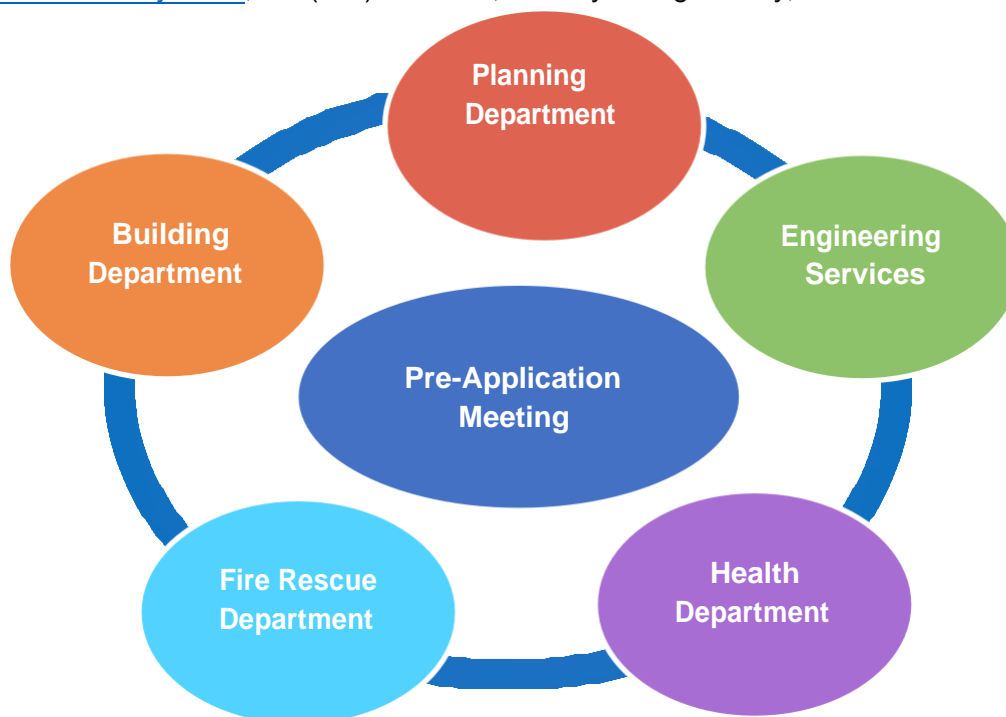 Planning
Department
Building
Department
Engineering
Services
Pre-Application
Meeting
Fire Rescue
Department
Health
Department